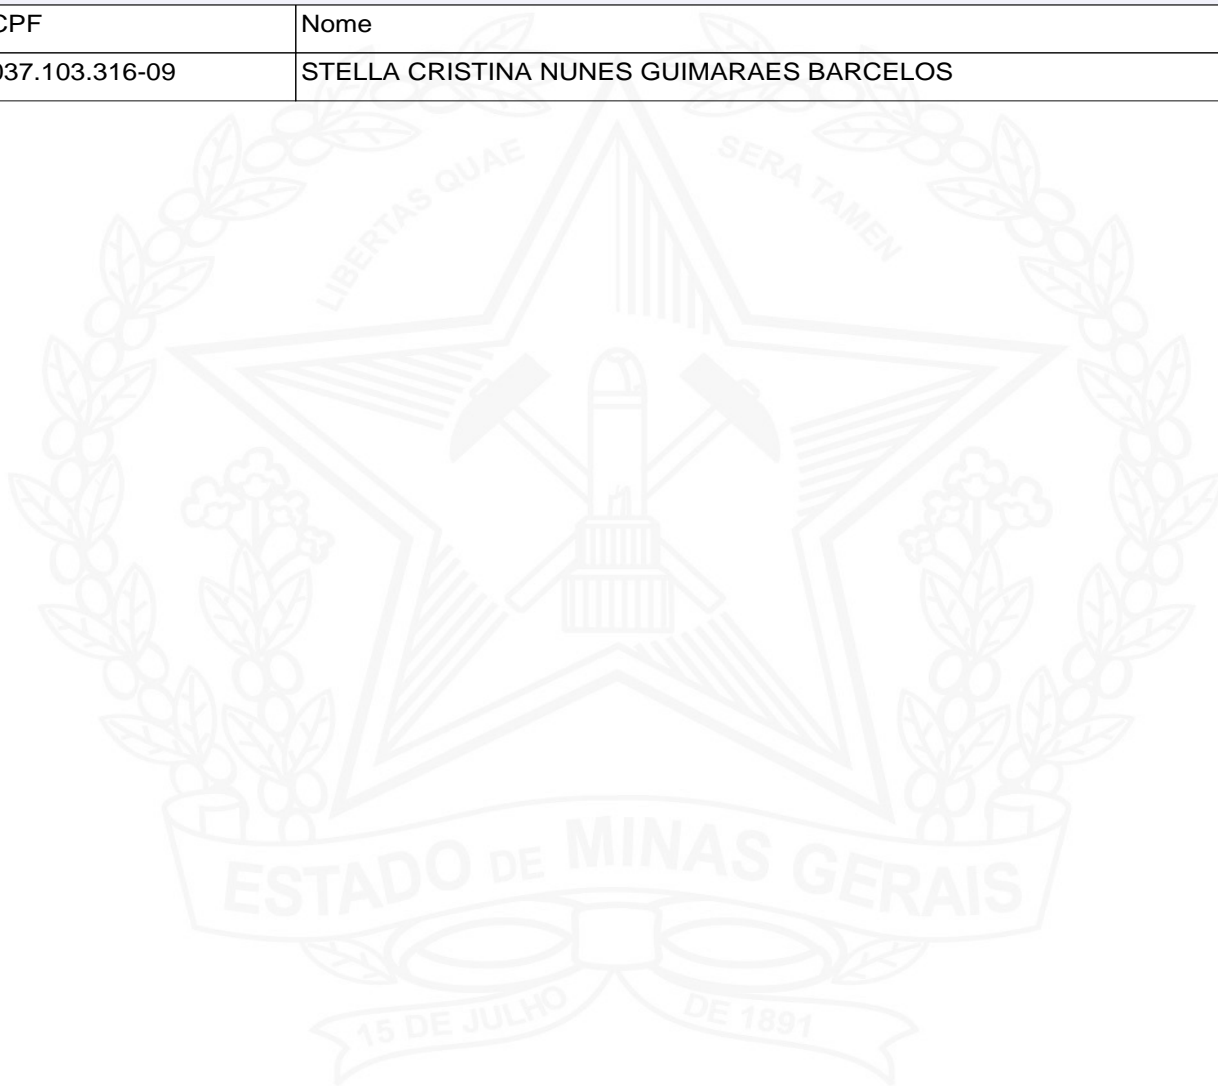 CPF Nome
037.103.316-09 STELLA CRISTINA NUNES GUIMARAES BARCELOS
LIBERTAS QUAE SERA TAMEN
ESTADO DE MINAS GERAIS
15 DE JULHO DE 1891